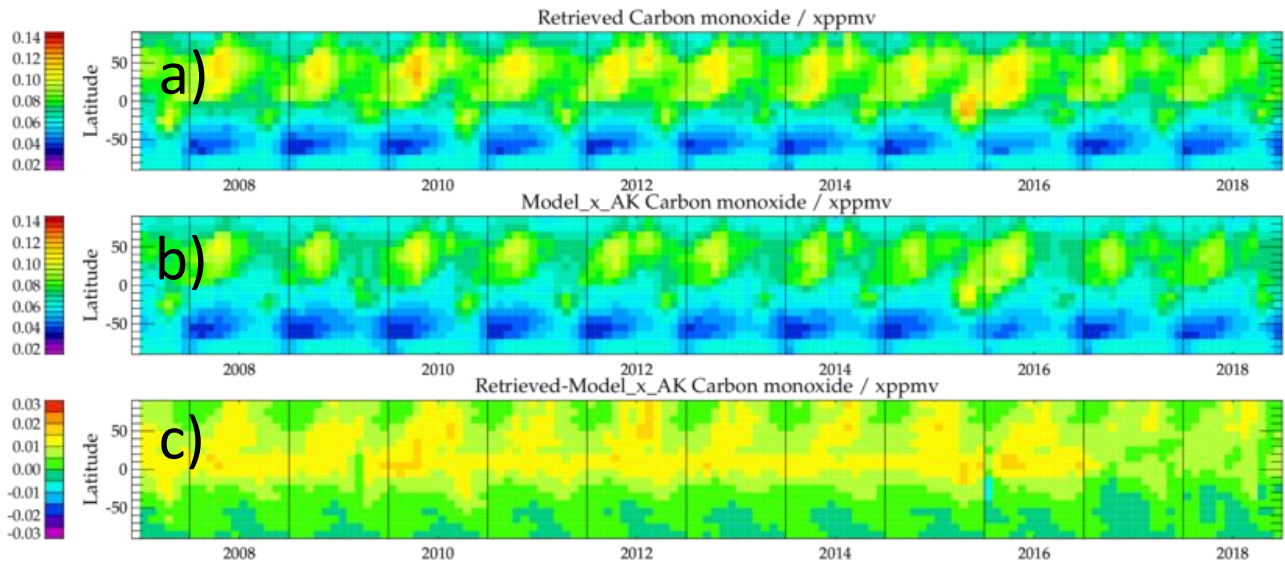 Retrieved Carbon monoxide / xppmv
0.14
0.12
0.10
0.08
0.06
0.04
0.02
Latitude
50
0
-50
a)
2008 2010 2012 2014 2016 2018
Model_x_AK Carbon monoxide / xppmv
0.14
0.12
0.10
0.08
0.06
0.04
0.02
Latitude
50
0
-50
b)
2008 2010 2012 2014 2016 2018
Retrieved-Model_x_AK Carbon monoxide / xppmv
0.03
0.02
0.01
0.00
-0.01
-0.02
-0.03
Latitude
50
0
-50
c)
2008 2010 2012 2014 2016 2018